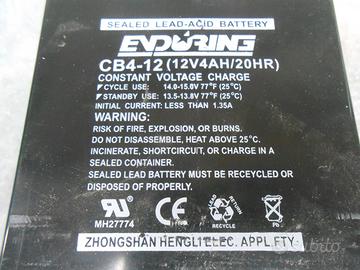 SEALED LEAD-ACID BATTERY
ENDURING
CB4-12 (12V4AH/20HR)
CONSTANT VOLTAGE CHARGE
CYCLE USE: 14.0-15.0V 77°F (25°C)
STANDBY USE: 13.5-13.8V 77°F (25°C)
INITIAL CURRENT: LESS THAN 1.35A
WARNING:
RISK OF FIRE, EXPLOSION, OR BURNS.
DO NOT DISASSEMBLE, HEAT ABOVE 25°C.
INCINERATE, SHORTCIRCUIT, OR CHARGE IN A
SEALED CONTAINER.
SEALED LEAD BATTERY MUST BE RECYCLED OR
DISPOSED OF PROPERLY
MH27774
RECYCLE
RETURN
Pb
ZHONGSHAN HENGLI ELEC. APPL FTY
subito